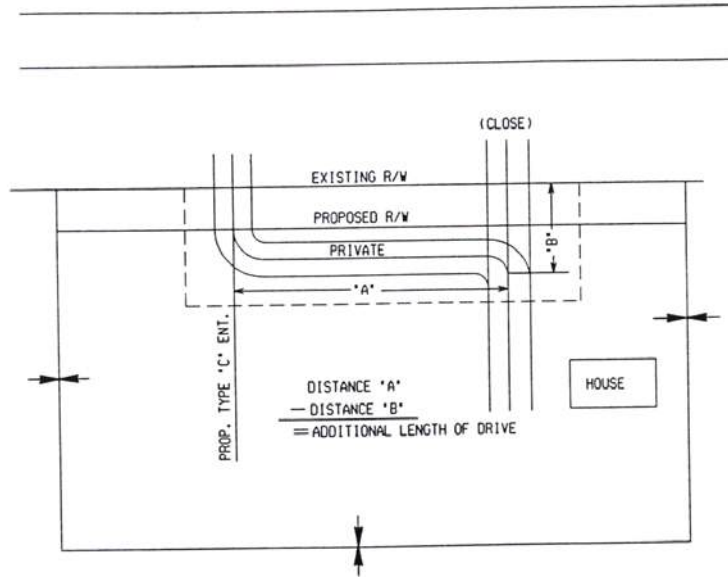 (CLOSE)
EXISTING R/W
PROPOSED R/W
"B"
PRIVATE
"A"
PROP. TYPE "C" ENT.
HOUSE
DISTANCE "A"
— DISTANCE "B"
= ADDITIONAL LENGTH OF DRIVE